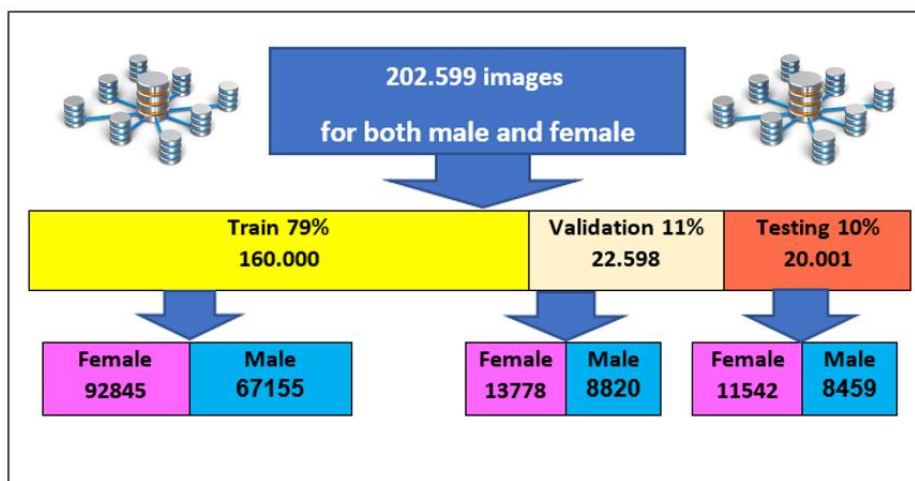 202.599 images
for both male and female
Train 79%
160.000
Validation 11%
22.598
Testing 10%
20.001
Female
92845
Male
67155
Female
13778
Male
8820
Female
11542
Male
8459